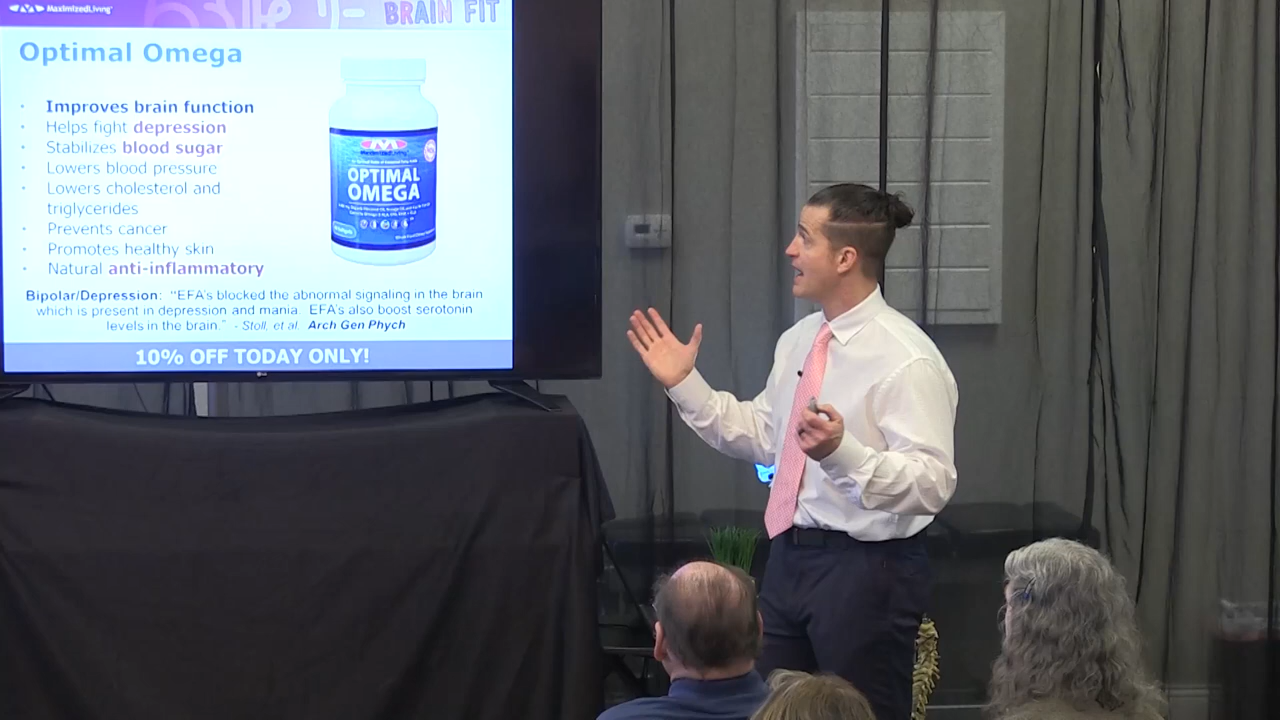 MaximizedLiving
BRAIN FIT
Optimal Omega
Improves brain function
Helps fight depression
Stabilizes blood sugar
Lowers blood pressure
Lowers cholesterol and
triglycerides
Prevents cancer
Promotes healthy skin
Natural anti-inflammatory
MaximizedLiving
OPTIMAL
OMEGA
Bipolar/Depression: “EFA's blocked the abnormal signaling in the brain
which is present in depression and mania. EFA's also boost serotonin
levels in the brain.” - Stoll, et al. Arch Gen Phych
10% OFF TODAY ONLY!
LG